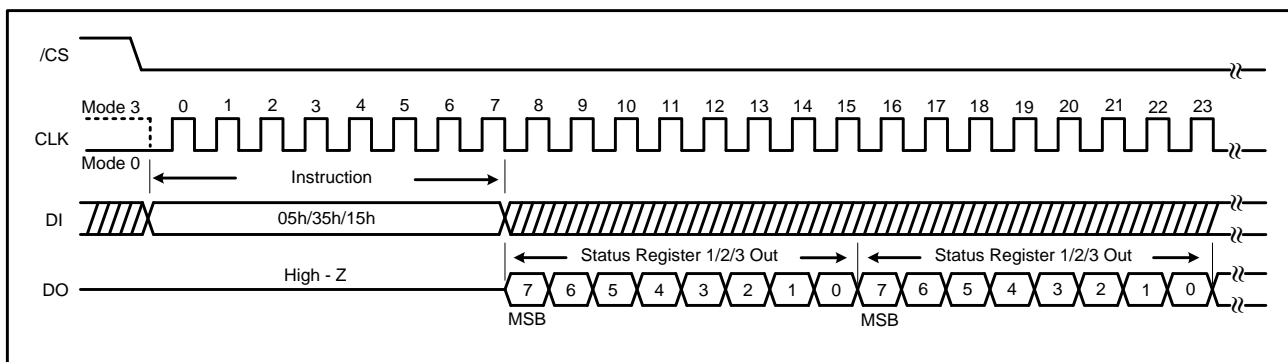 /CS
Mode 3 0 1 2 3 4 5 6 7 8 9 10 11 12 13 14 15 16 17 18 19 20 21 22 23
CLK
Mode 0
Instruction
DI 05h/35h/15h
Status Register 1/2/3 Out Status Register 1/2/3 Out
High - Z
DO 7 6 5 4 3 2 1 0 7 6 5 4 3 2 1 0
MSB MSB